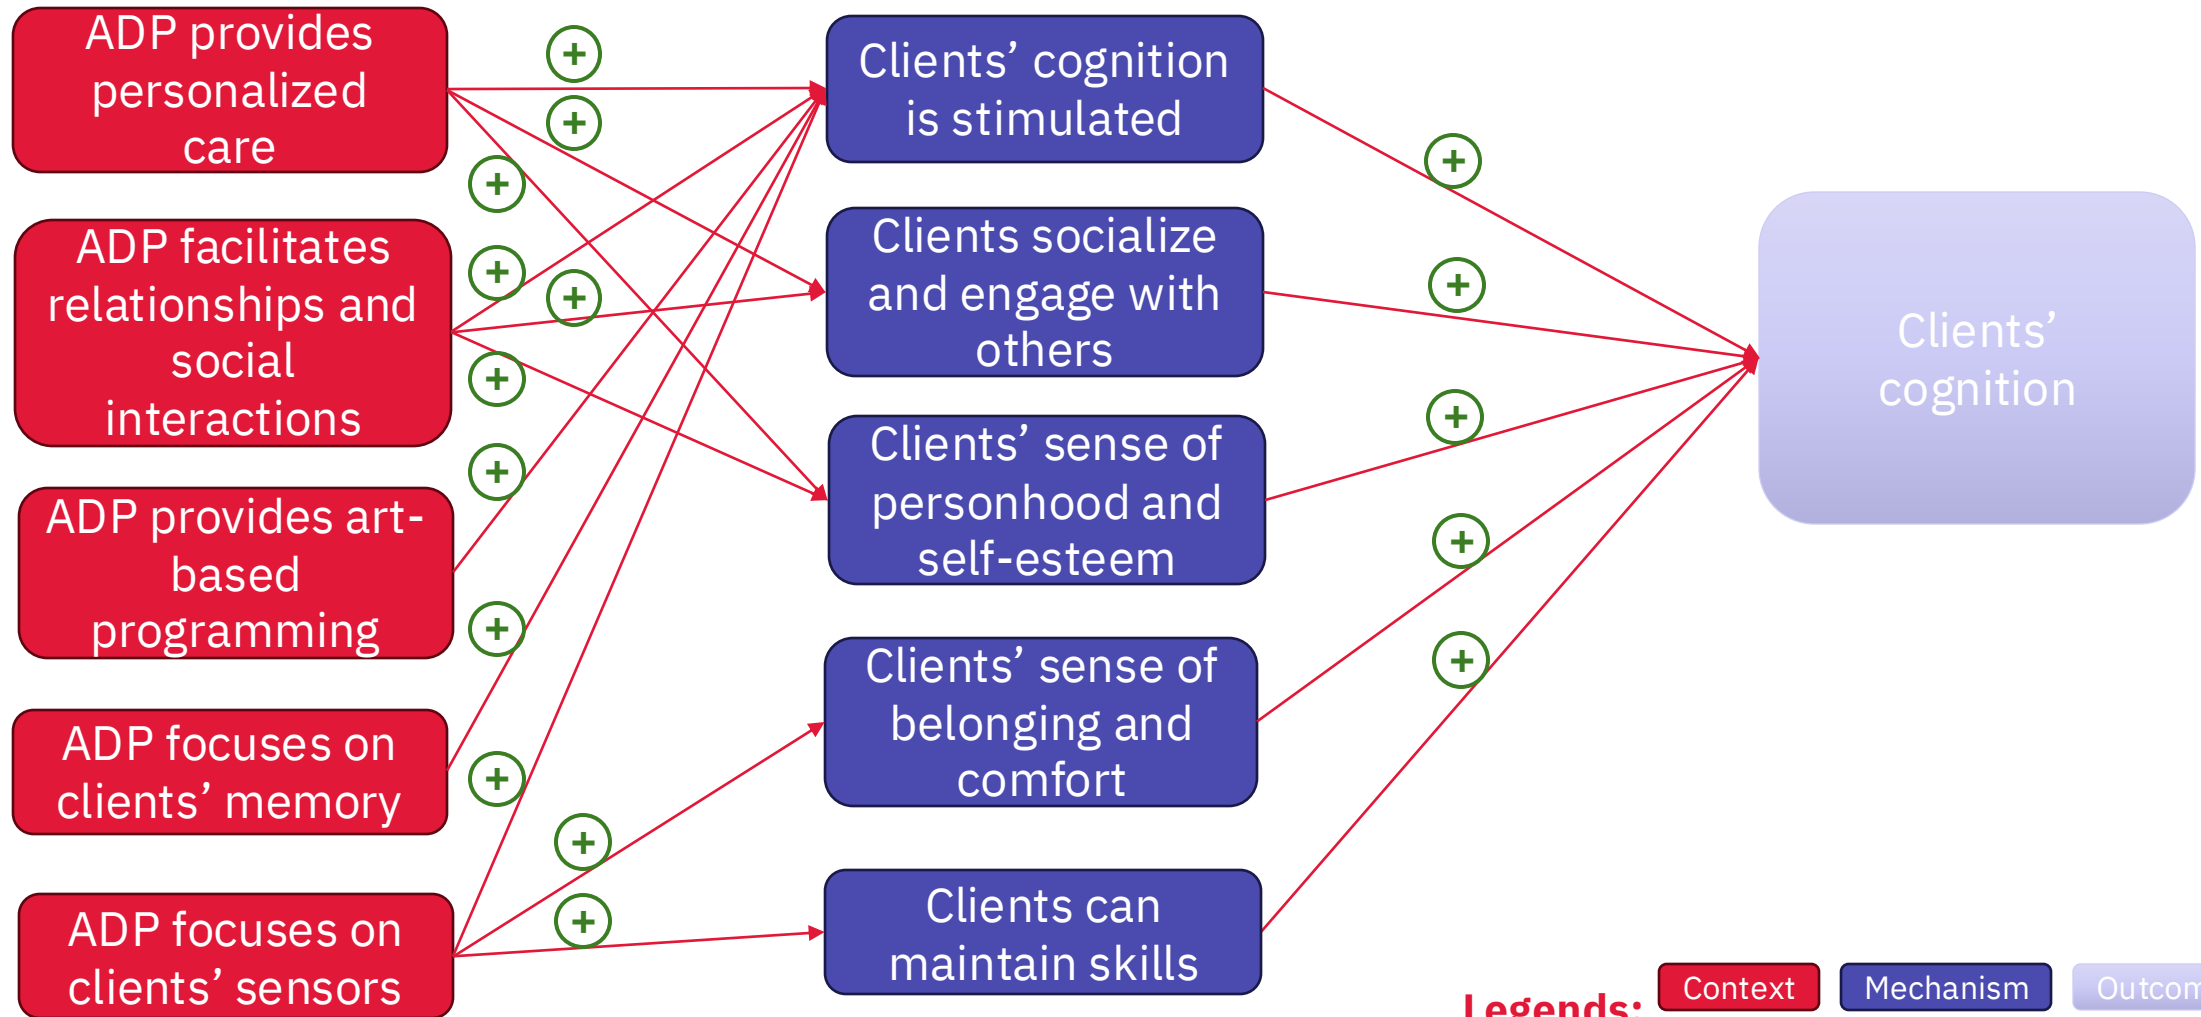 ADP provides
personalized
care
ADP facilitates
relationships and
social
interactions
ADP provides art-
based
programming
ADP focuses on
clients’ memory
ADP focuses on
clients’ sensors
+
+
+
+
+
+
+
+
+
+
+
Clients’ cognition
is stimulated
Clients socialize
and engage with
others
Clients’ sense of
personhood and
self-esteem
Clients’ sense of
belonging and
comfort
Clients can
maintain skills
+
+
+
+
+
Clients’
cognition
Legends:
Context
Mechanism
Outcom